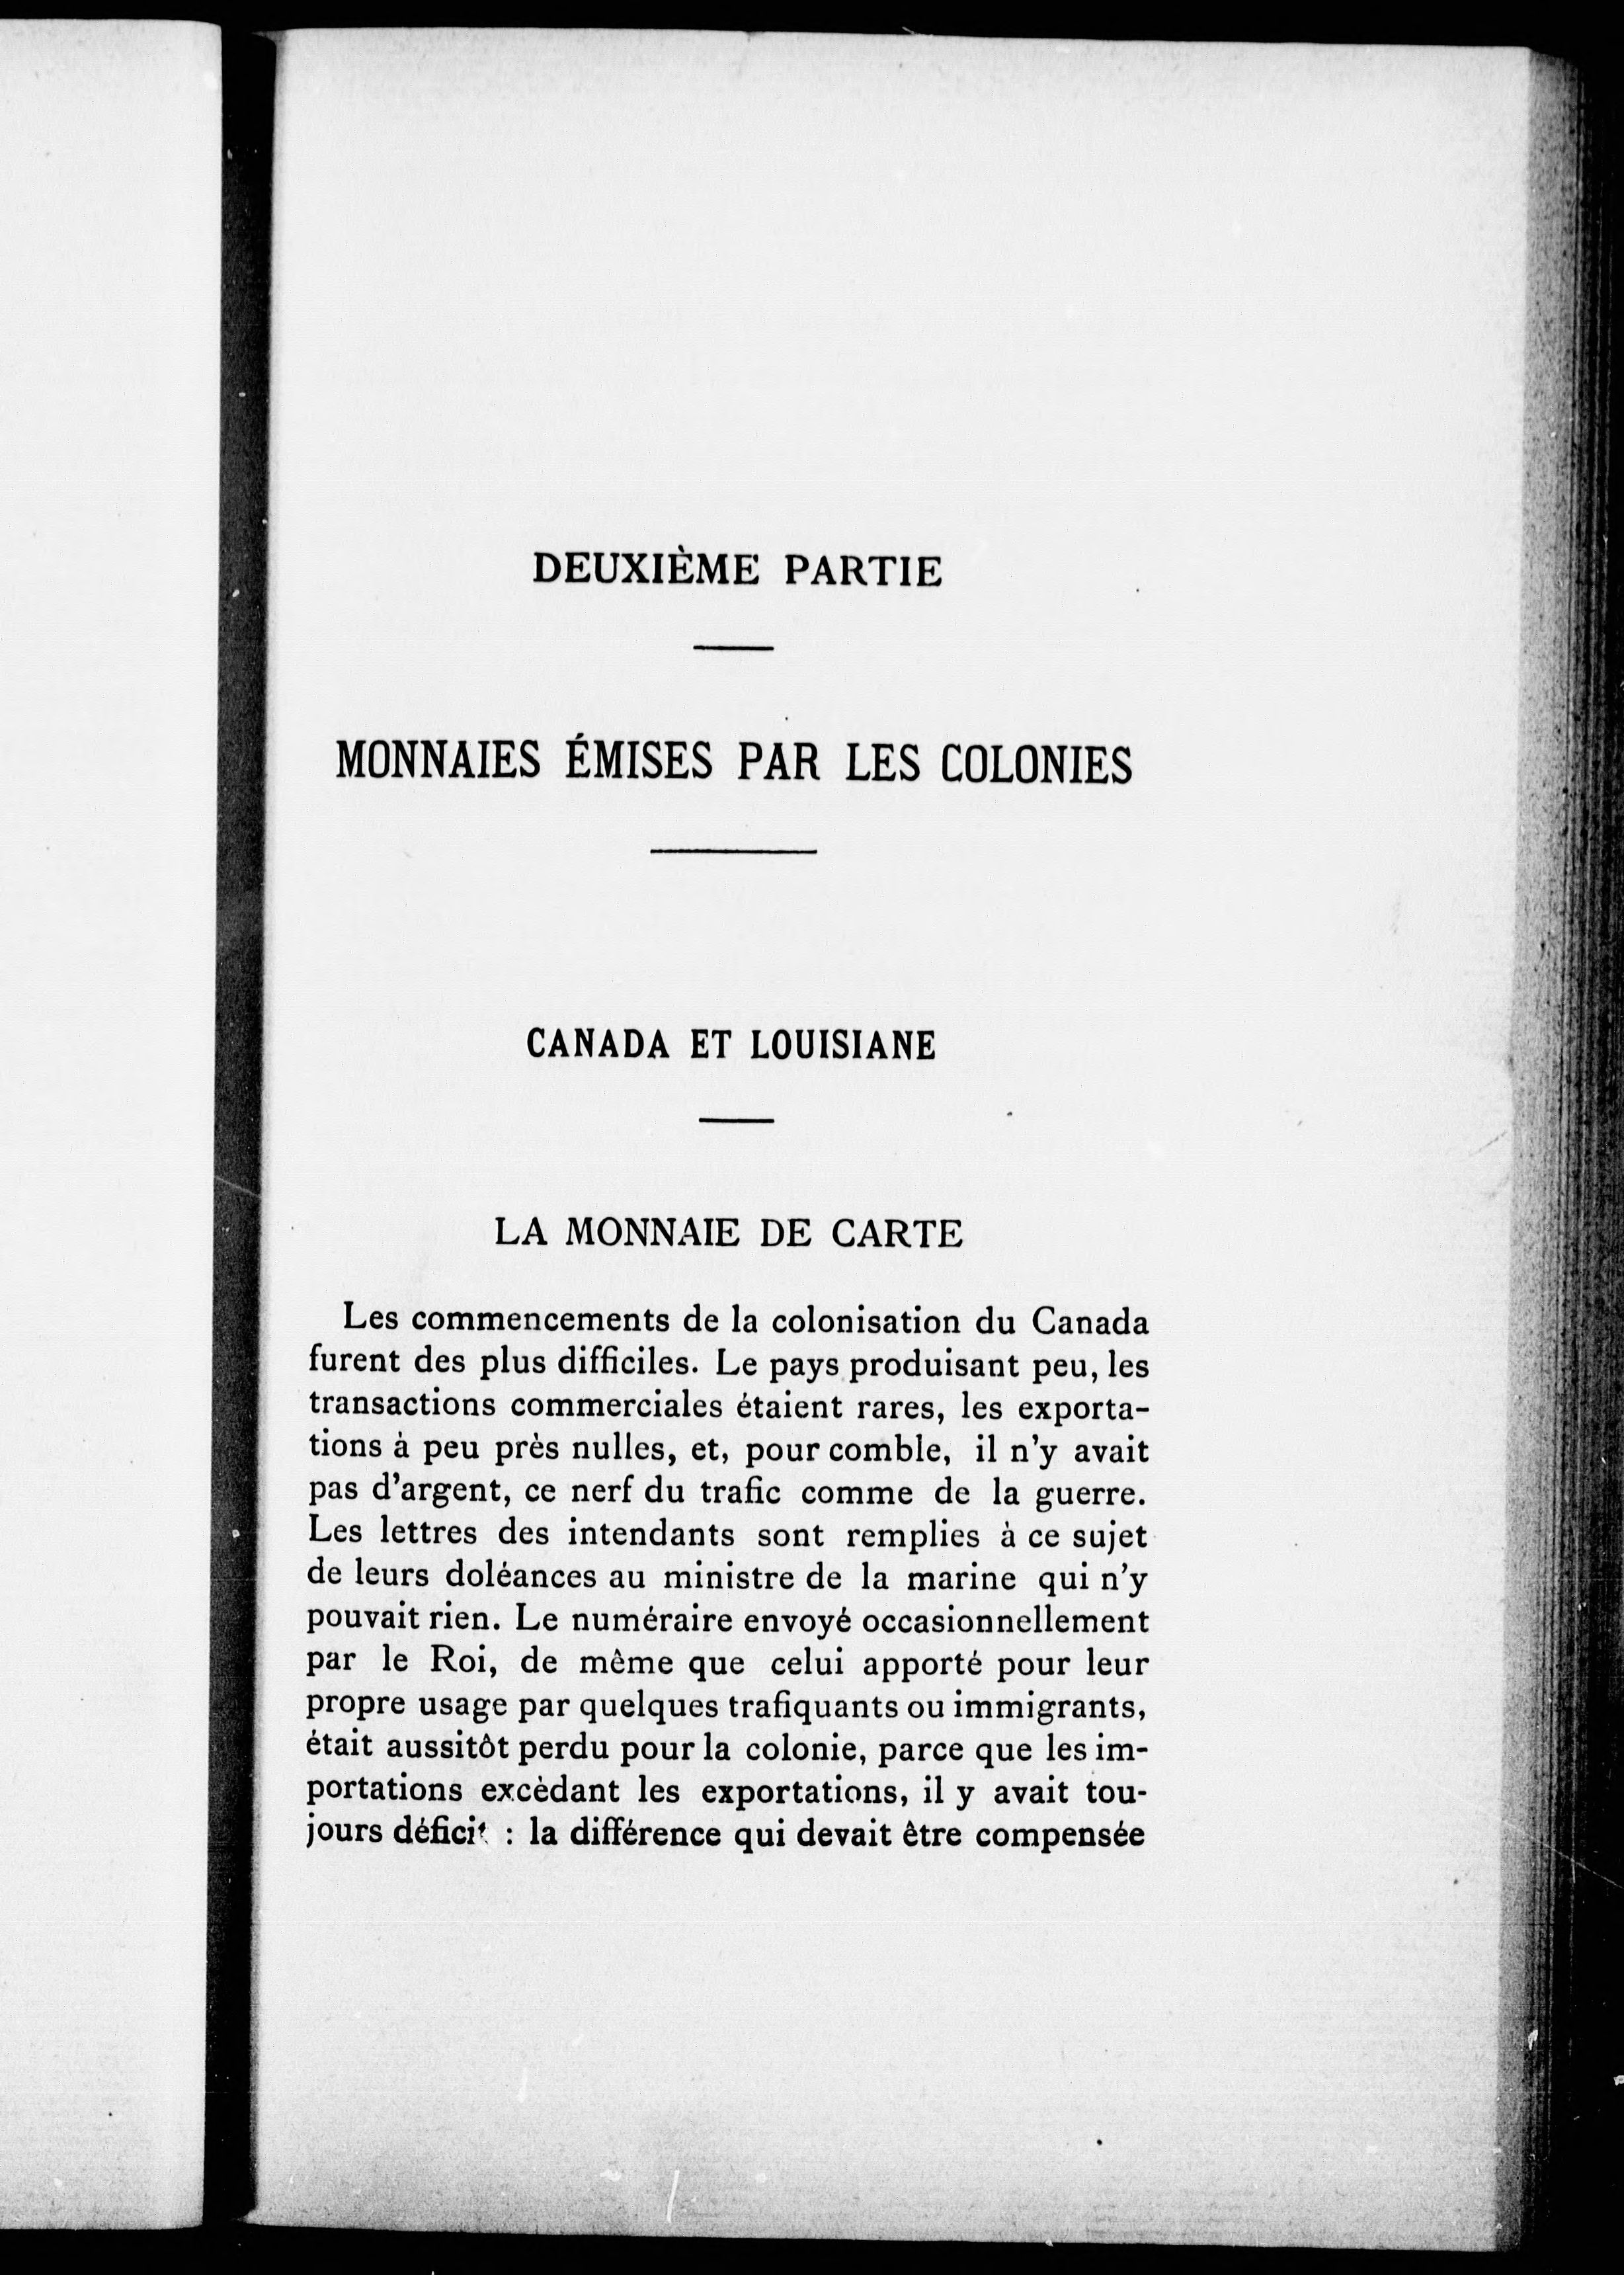 DEUXIÈME PARTIE
MONNAIES ÉMISES PAR LES COLONIES
CANADA ET LOUISIANE
LA MONNAIE DE CARTE
Les commencements de la colonisation du Canada
furent des plus difficiles. Le pays produisant peu, les
transactions commerciales étaient rares, les exporta-
tions à peu près nulles, et, pour comble, il n'y avait
pas d'argent, ce nerf du trafic comme de la guerre.
Les lettres des intendants sont remplies à ce sujet
de leurs doléances au ministre de la marine qui n'y
pouvait rien. Le numéraire envoyé occasionnellement
par le Roi, de même que celui apporté pour leur
propre usage par quelques trafiquants ou immigrants,
était aussitôt perdu pour la colonie, parce que les im-
portations excèdant les exportations, il y avait tou-
jours déficit : la différence qui devait être compensée